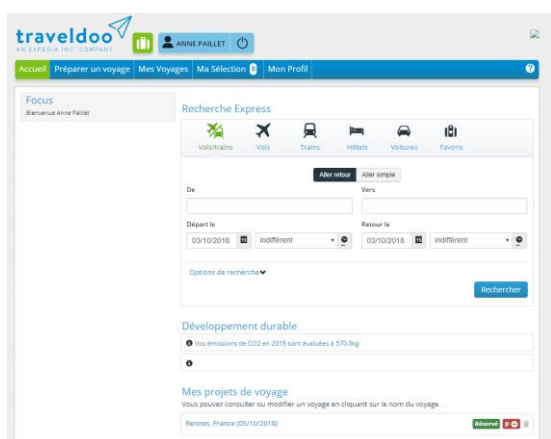 traveldoo
AN EXPEDIA INC. COMPANY
ANNE PAILLET
Accueil Préparer un voyage Mes Voyages Ma Sélection 0 Mon Profil ?
Focus
Bienvenue Anne Paillet
Recherche Express
Vols/trains Vols Trains Hôtels Voitures Favoris
Aller retour Aller simple
De Vers
Départ le Retour le
03/10/2018 indifférent 03/10/2018 indifférent
Options de recherche
Rechercher
Développement durable
Vos émissions de CO2 en 2018 sont évaluées à 570.0kg
Mes projets de voyage
Vous pouvez consulter ou modifier un voyage en cliquant sur le nom du voyage.
Rennes, France (05/10/2018) Réservé P